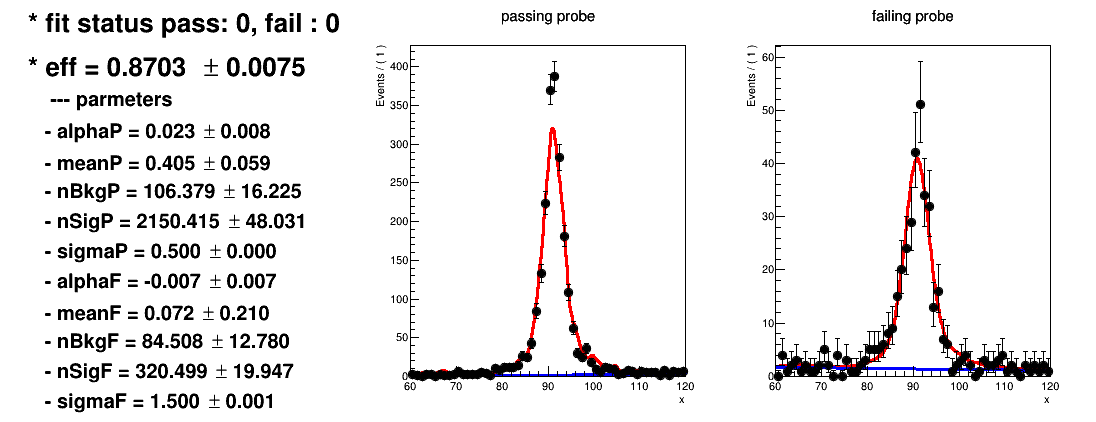 * fit status pass: 0, fail : 0
* eff = 0.8703 ± 0.0075
--- parmeters
- alphaP = 0.023 ± 0.008
- meanP = 0.405 ± 0.059
- nBkgP = 106.379 ± 16.225
- nSigP = 2150.415 ± 48.031
- sigmaP = 0.500 ± 0.000
- alphaF = -0.007 ± 0.007
- meanF = 0.072 ± 0.210
- nBkgF = 84.508 ± 12.780
- nSigF = 320.499 ± 19.947
- sigmaF = 1.500 ± 0.001
passing probe
Events / ( 1 )
400
350
300
250
200
150
100
50
0
60 70 80 90 100 110 120
x
failing probe
Events / ( 1 )
60
50
40
30
20
10
0
60 70 80 90 100 110 120
x